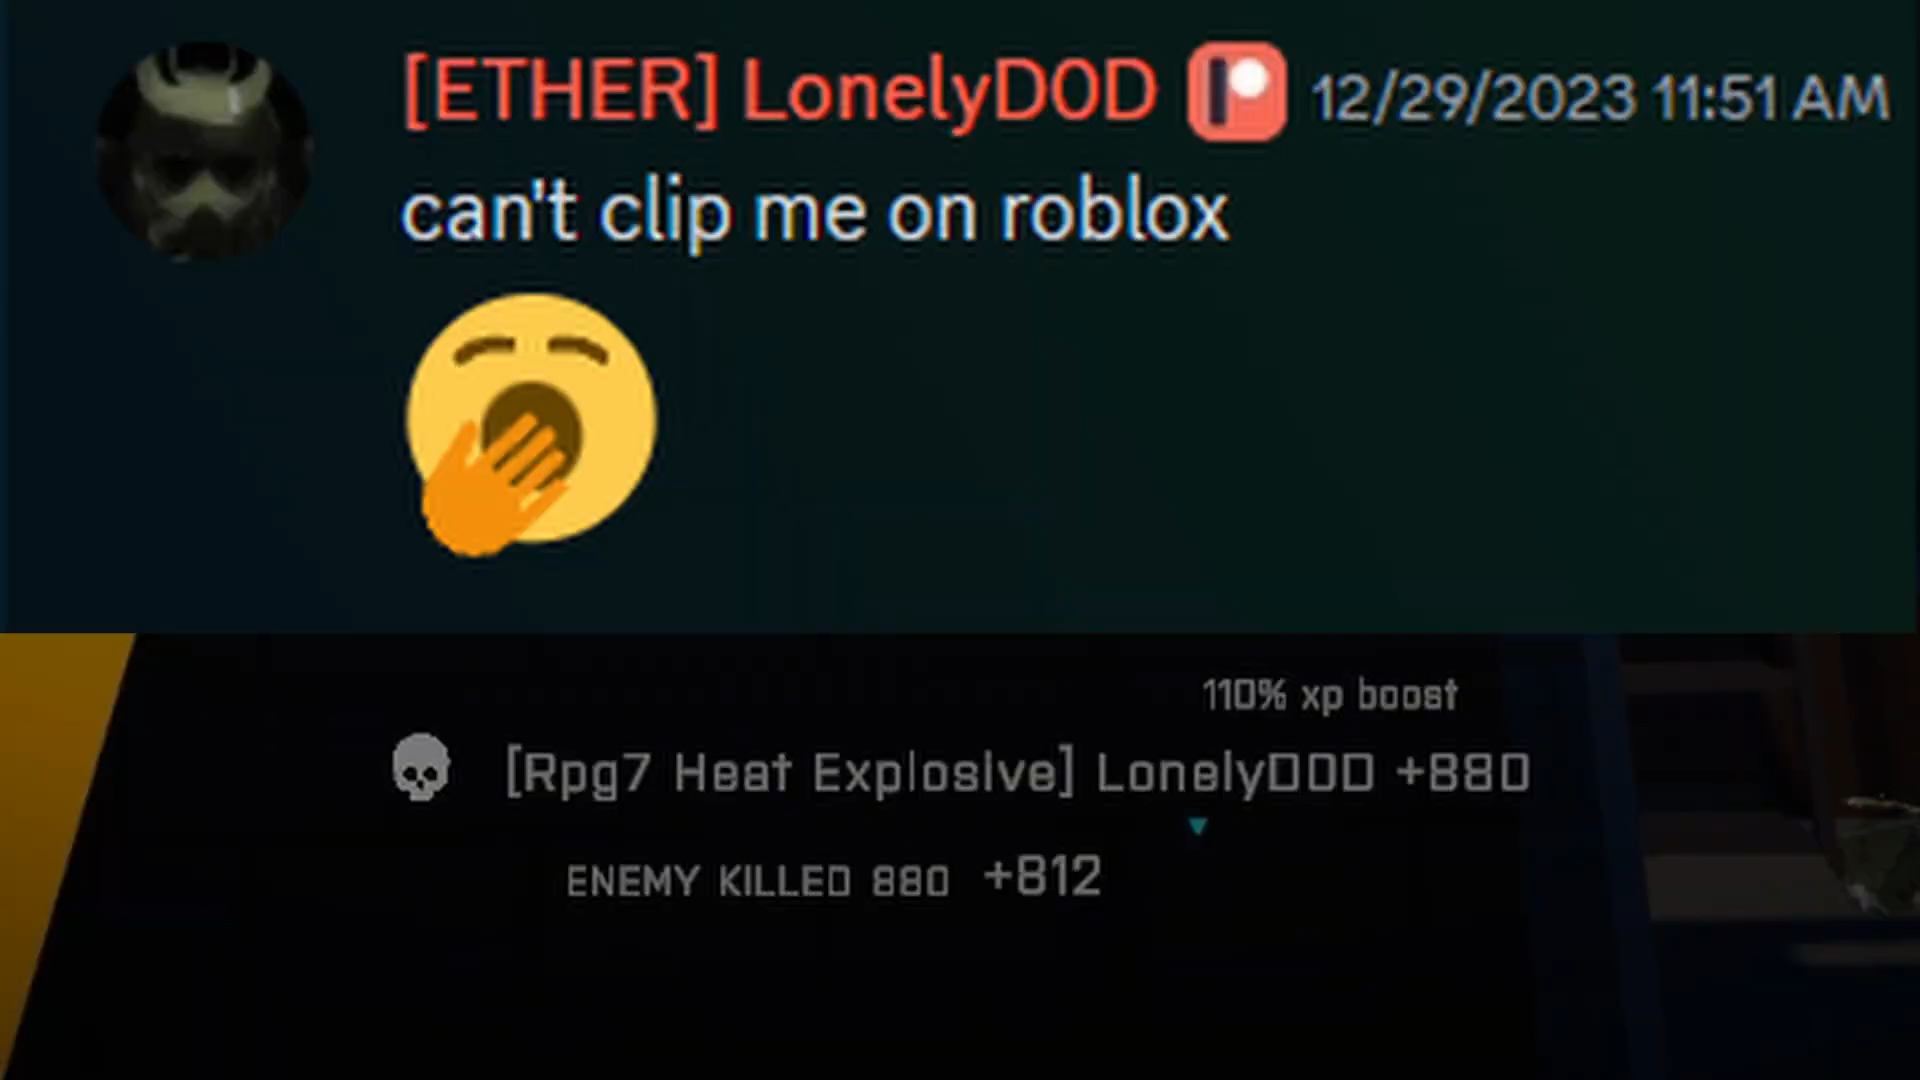 [ETHER] LonelyD0D 12/29/2023 11:51 AM
can't clip me on roblox
110% xp boost
[Rpg7 Heat Explosive] LonelyD0D +880
ENEMY KILLED 880 +812